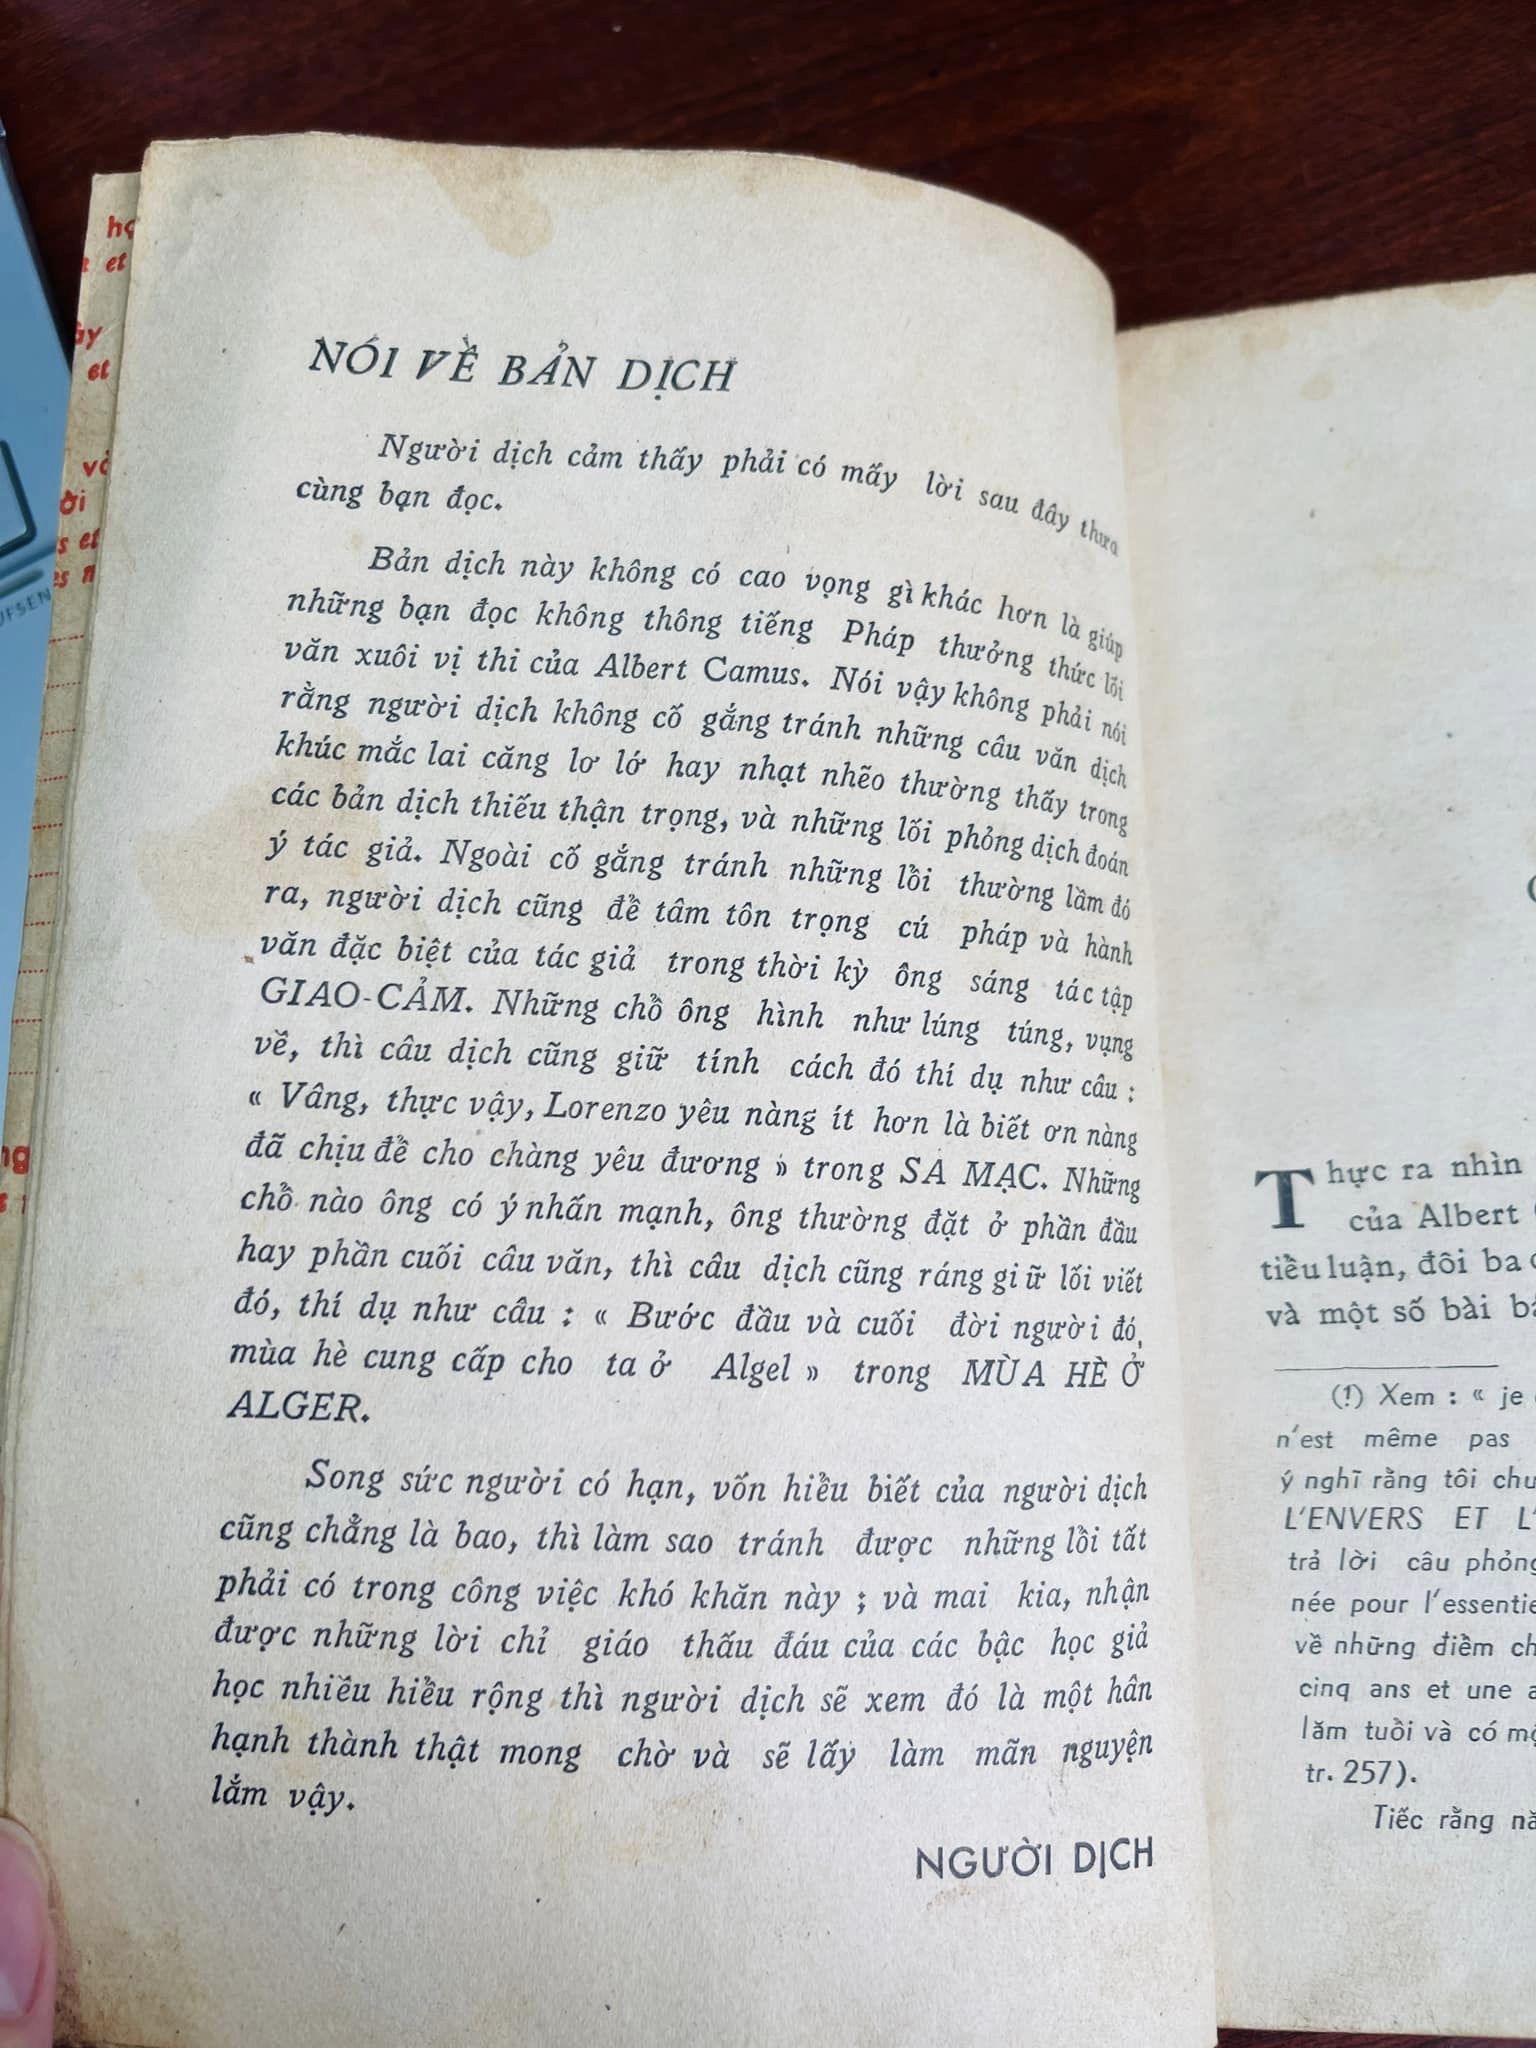 NÓI VỀ BẢN DỊCH
Người dịch cảm thấy phải có mấy lời sau đây thưa
cùng bạn đọc.
Bản dịch này không có cao vọng gì khác hơn là giúp
những bạn đọc không thông tiếng Pháp thưởng thức lối
văn xuôi vị thi của Albert Camus. Nói vậy không phải nói
rằng người dịch không cố gắng tránh những câu văn dịch
khúc mắc lai căng lơ lớ hay nhạt nhẽo thường thấy trong
các bản dịch thiếu thận trọng, và những lối phỏng dịch đoán
ý tác giả. Ngoài cố gắng tránh những lỗi thường lầm đó
ra, người dịch cũng để tâm tôn trọng cú pháp và hành
văn đặc biệt của tác giả trong thời kỳ ông sáng tác tập
GIAO-CẢM. Những chỗ ông hình như lúng túng, vụng
về, thì câu dịch cũng giữ tính cách đó thí dụ như câu :
« Vâng, thực vậy, Lorenzo yêu nàng ít hơn là biết ơn nàng
đã chịu để cho chàng yêu đương » trong SA MẠC. Những
chỗ nào ông có ý nhấn mạnh, ông thường đặt ở phần đầu
hay phần cuối câu văn, thì câu dịch cũng ráng giữ lối viết
đó, thí dụ như câu : « Bước đầu và cuối đời người đó,
mùa hè cung cấp cho ta ở Algel » trong MÙA HÈ Ở
ALGER.
Song sức người có hạn, vốn hiểu biết của người dịch
cũng chẳng là bao, thì làm sao tránh được những lỗi tất
phải có trong công việc khó khăn này ; và mai kia, nhận
được những lời chỉ giáo thấu đáu của các bậc học giả
học nhiều hiểu rộng thì người dịch sẽ xem đó là một hân
hạnh thành thật mong chờ và sẽ lấy làm mãn nguyện
lắm vậy.
NGƯỜI DỊCH
Thực ra nhìn
của Albert
tiểu luận, đôi ba
và một số bài
(1) Xem : « je
n'est même pas
ý nghĩ rằng tôi
L'ENVERS ET
trả lời câu
née pour
về những điểm
cinq ans et une
lăm tuổi và có
tr. 257).
Tiếc rằng
et
et
et